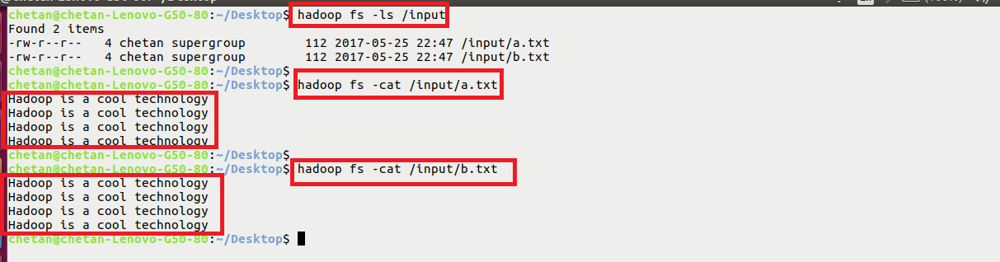 chetan@chetan-Lenovo-G50-80:~/Desktop$ hadoop fs -ls /input
Found 2 items
-rw-r--r--   4 chetan supergroup        112 2017-05-25 22:47 /input/a.txt
-rw-r--r--   4 chetan supergroup        112 2017-05-25 22:47 /input/b.txt
chetan@chetan-Lenovo-G50-80:~/Desktop$
chetan@chetan-Lenovo-G50-80:~/Desktop$ hadoop fs -cat /input/a.txt
Hadoop is a cool technology
Hadoop is a cool technology
Hadoop is a cool technology
Hadoop is a cool technology
chetan@chetan-Lenovo-G50-80:~/Desktop$
chetan@chetan-Lenovo-G50-80:~/Desktop$ hadoop fs -cat /input/b.txt
Hadoop is a cool technology
Hadoop is a cool technology
Hadoop is a cool technology
Hadoop is a cool technology
chetan@chetan-Lenovo-G50-80:~/Desktop$